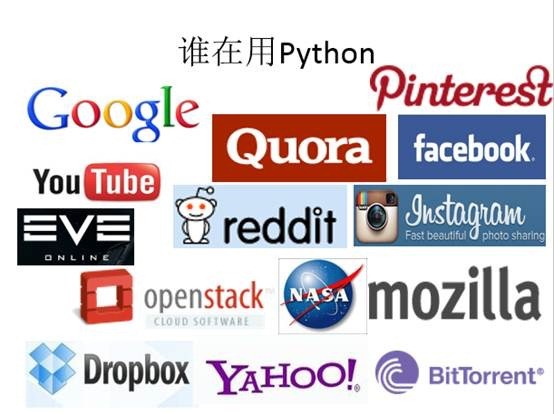 谁在用Python
Pinterest
Google
Quora
facebook.
YouTube
reddit
Instagram
Fast beautiful photo sharing
EVE
ONLINE
openstack™
CLOUD SOFTWARE
NASA
mozilla
Dropbox
YAHOO!®
BitTorrent®